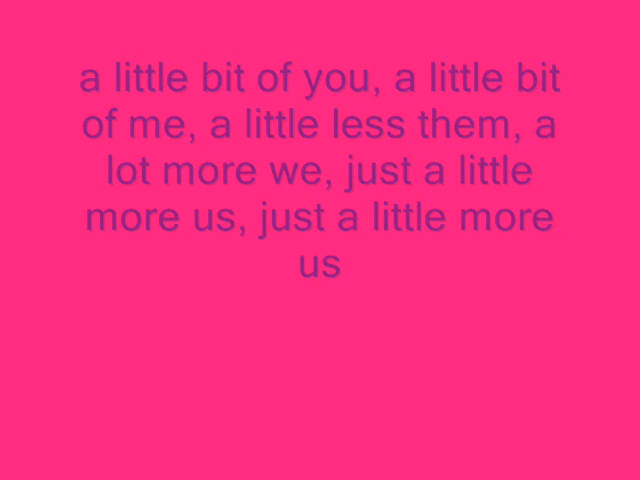 a little bit of you, a little bit
of me, a little less them, a
lot more we, just a little
more us, just a little more
us